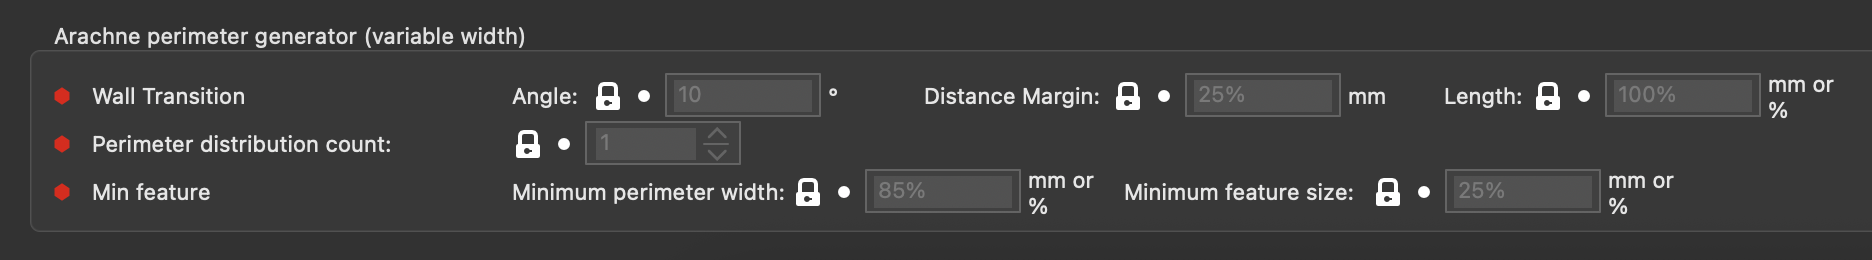 Arachne perimeter generator (variable width)
Wall Transition Angle: 10 ° Distance Margin: 25% mm Length: 100% mm or %
Perimeter distribution count: 1
Min feature Minimum perimeter width: 85% mm or % Minimum feature size: 25% mm or %